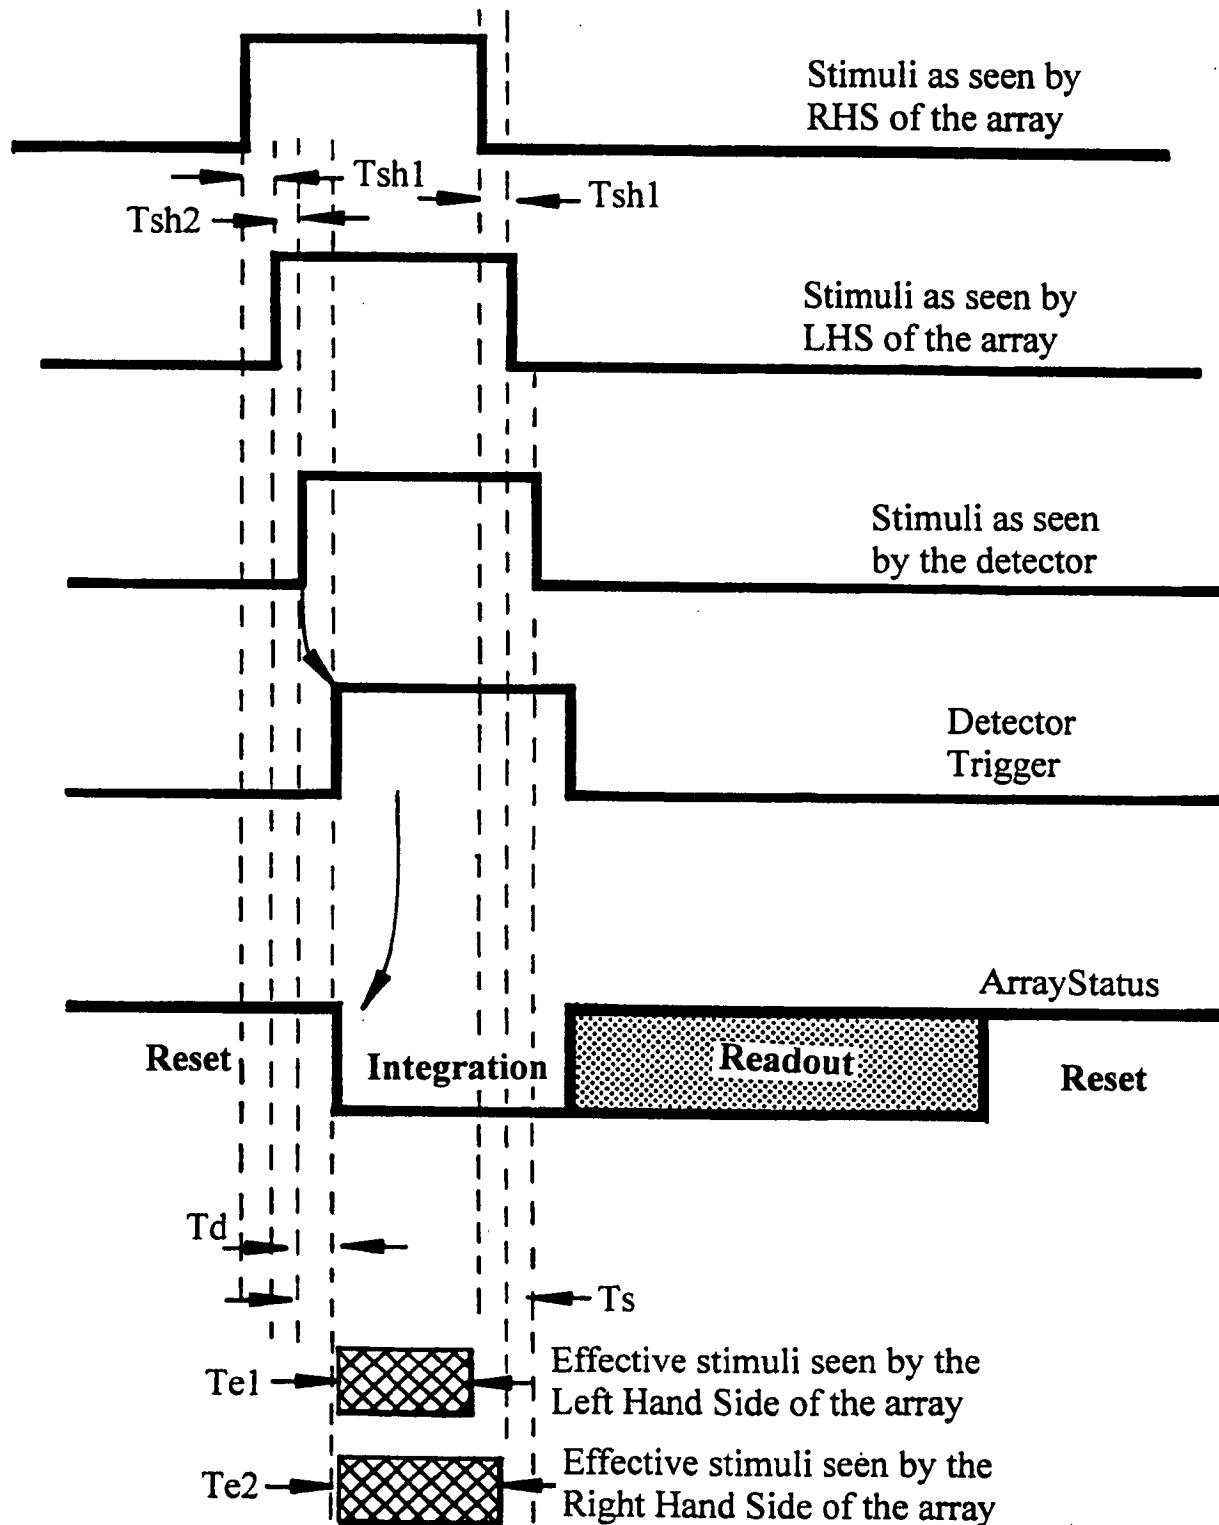 Stimuli as seen by
RHS of the array
Tsh1
Tsh1
Tsh2
Stimuli as seen by
LHS of the array
Stimuli as seen
by the detector
Detector
Trigger
ArrayStatus
Reset
Integration
Readout
Reset
Td
Ts
Te1
Effective stimuli seen by the
Left Hand Side of the array
Te2
Effective stimuli seen by the
Right Hand Side of the array